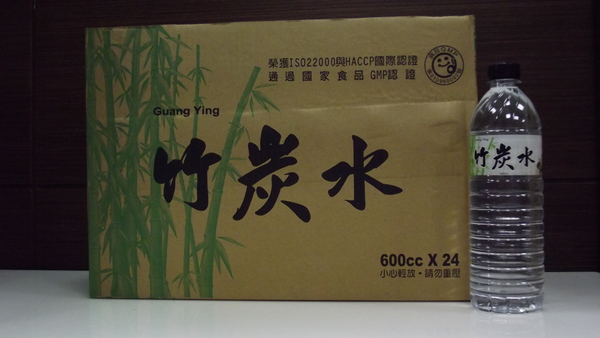 榮獲ISO22000與HACCP國際認證
通過國家食品GMP認證
Guang Ying
竹炭水
600cc X 24
小心輕放·請勿重壓
竹炭水